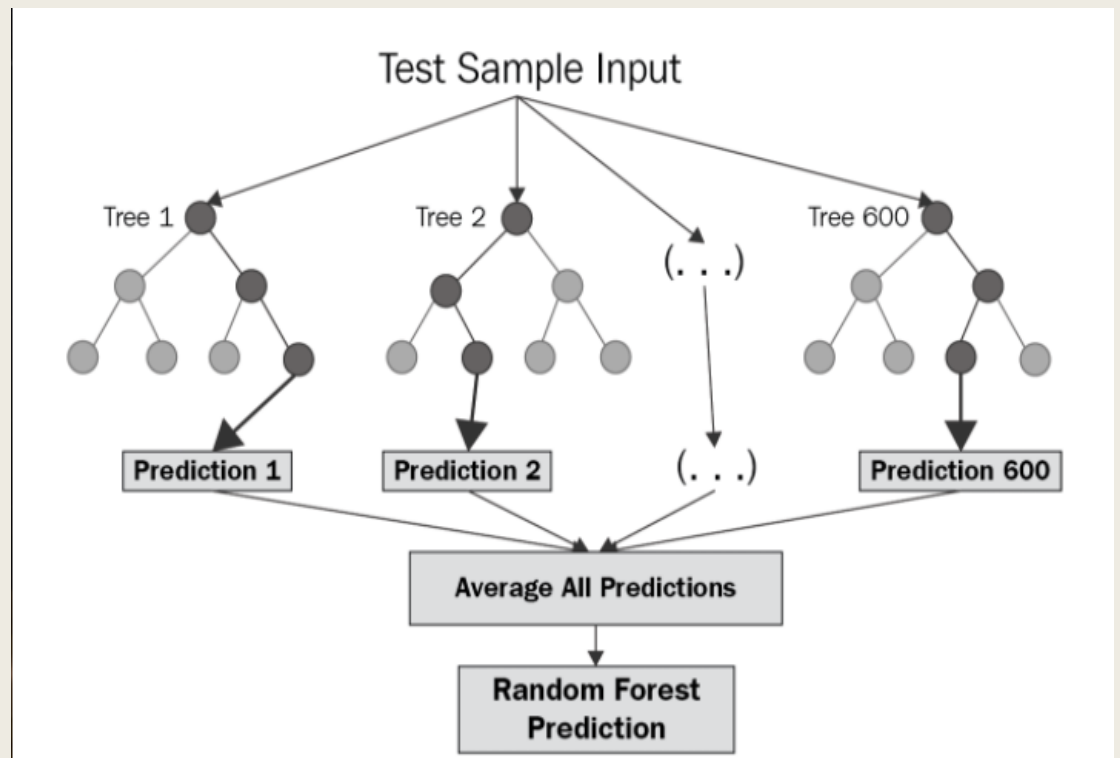 Test Sample Input
Tree 1
Tree 2
(. . .)
Tree 600
Prediction 1
Prediction 2
(. . .)
Prediction 600
Average All Predictions
Random Forest
Prediction